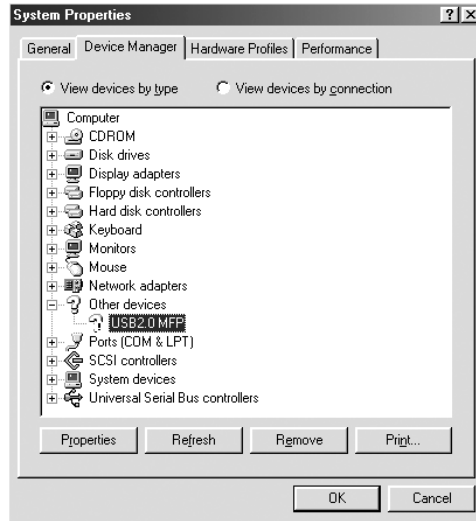 System Properties
General Device Manager Hardware Profiles Performance
View devices by type View devices by connection
Computer
CDROM
Disk drives
Display adapters
Floppy disk controllers
Hard disk controllers
Keyboard
Monitors
Mouse
Network adapters
Other devices
USB2.0 MFP
Ports (COM & LPT)
SCSI controllers
System devices
Universal Serial Bus controllers
Properties Refresh Remove Print...
OK Cancel